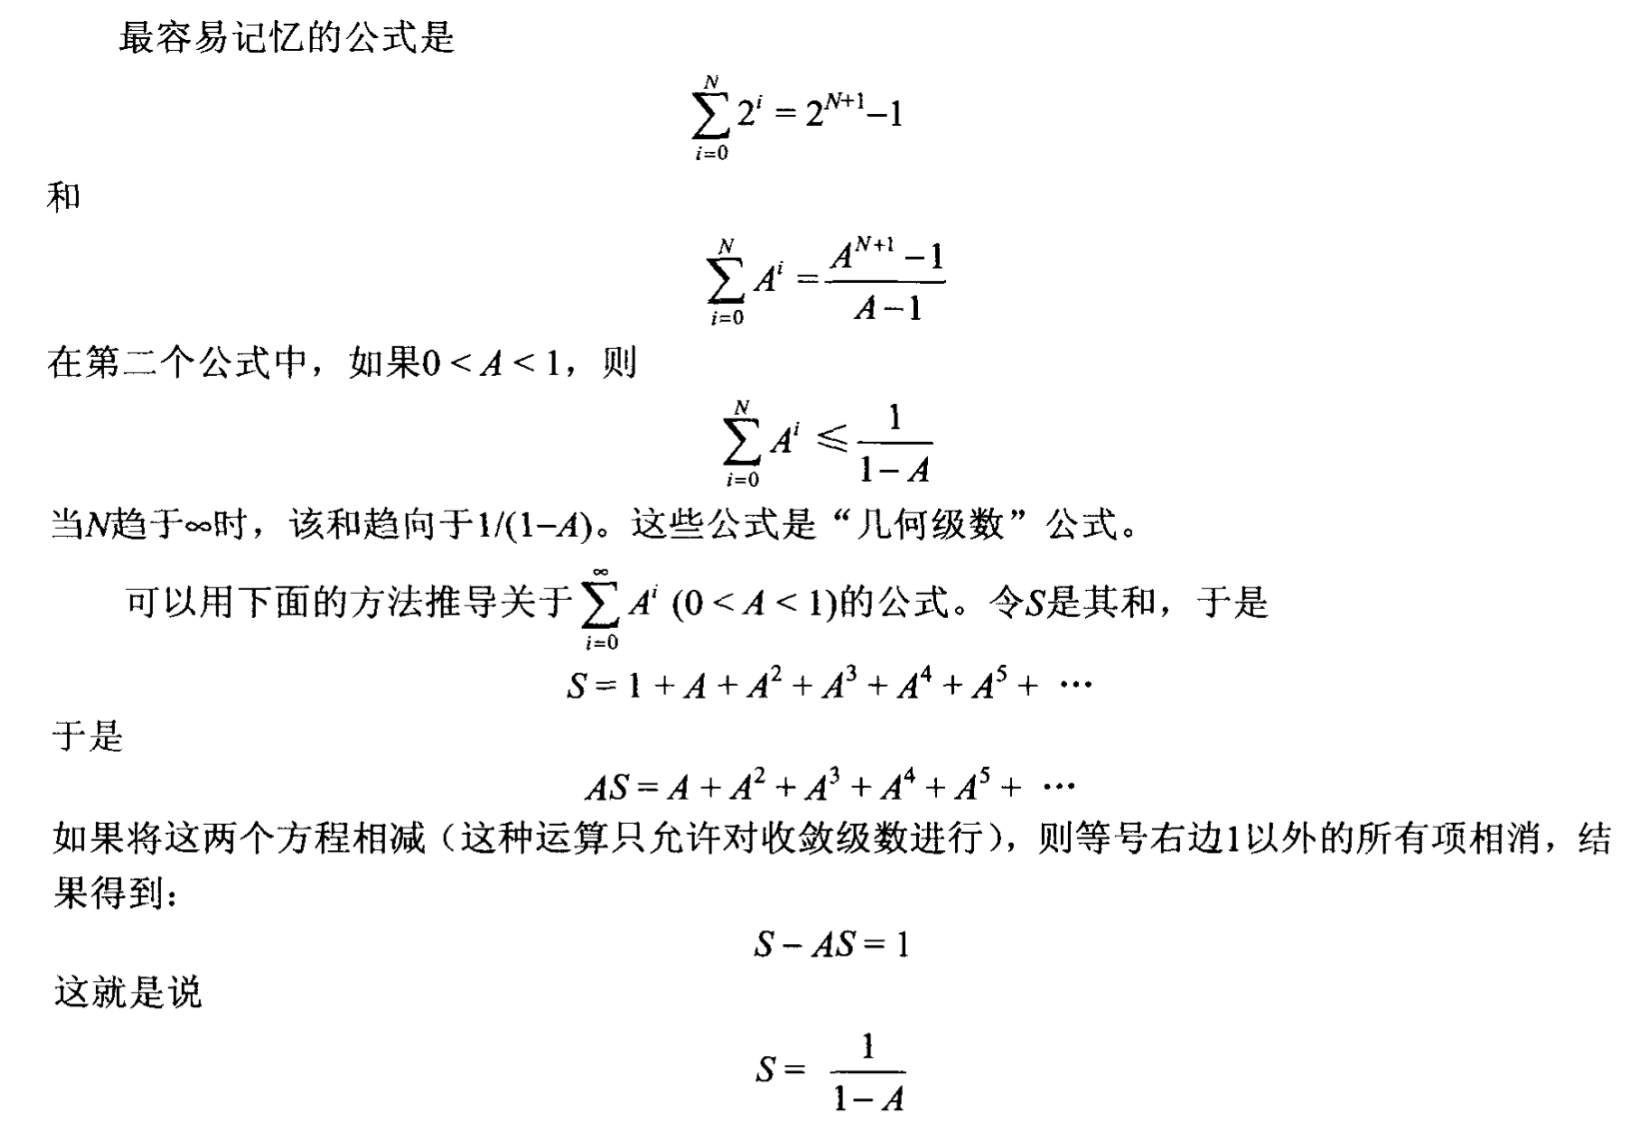 最容易记忆的公式是
$$\sum_{i=0}^{N} 2^i = 2^{N+1}-1$$
和
$$\sum_{i=0}^{N} A^i = \frac{A^{N+1}-1}{A-1}$$
在第二个公式中，如果0 < A < 1，则
$$\sum_{i=0}^{N} A^i \leqslant \frac{1}{1-A}$$
当N趋于∞时，该和趋向于1/(1–A)。这些公式是“几何级数”公式。
可以用下面的方法推导关于$\sum_{i=0}^{\infty} A^i$ (0 < A < 1)的公式。令S是其和，于是
$$S = 1 + A + A^2 + A^3 + A^4 + A^5 + \cdots$$
于是
$$AS = A + A^2 + A^3 + A^4 + A^5 + \cdots$$
如果将这两个方程相减（这种运算只允许对收敛级数进行），则等号右边1以外的所有项相消，结
果得到：
$$S - AS = 1$$
这就是说
$$S = \frac{1}{1-A}$$